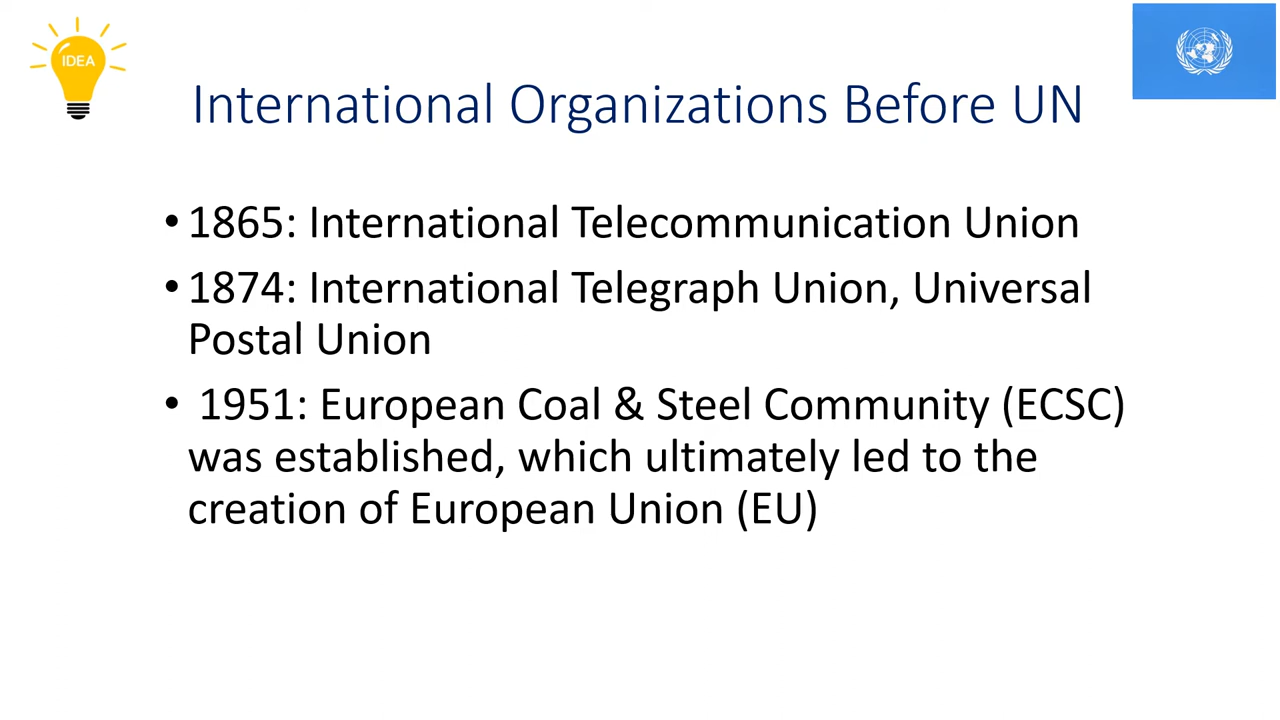 IDEA
International Organizations Before UN
• 1865: International Telecommunication Union
• 1874: International Telegraph Union, Universal
Postal Union
• 1951: European Coal & Steel Community (ECSC)
was established, which ultimately led to the
creation of European Union (EU)